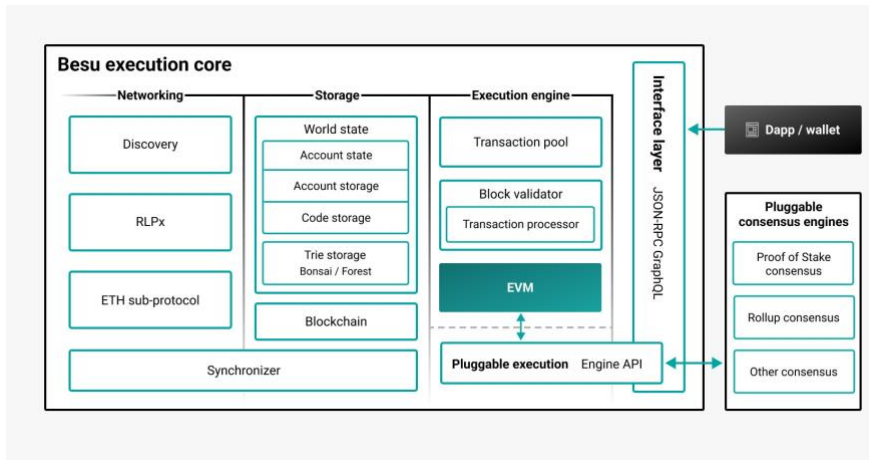 Besu execution core
Networking
Discovery
RLPx
ETH sub-protocol
Storage
World state
Account state
Account storage
Code storage
Trie storage
Bonsai / Forest
Blockchain
Synchronizer
Execution engine
Transaction pool
Block validator
Transaction processor
EVM
Pluggable execution Engine API
Interface layer JSON-RPC GraphQL
Dapp / wallet
Pluggable
consensus engines
Proof of Stake
consensus
Rollup consensus
Other consensus